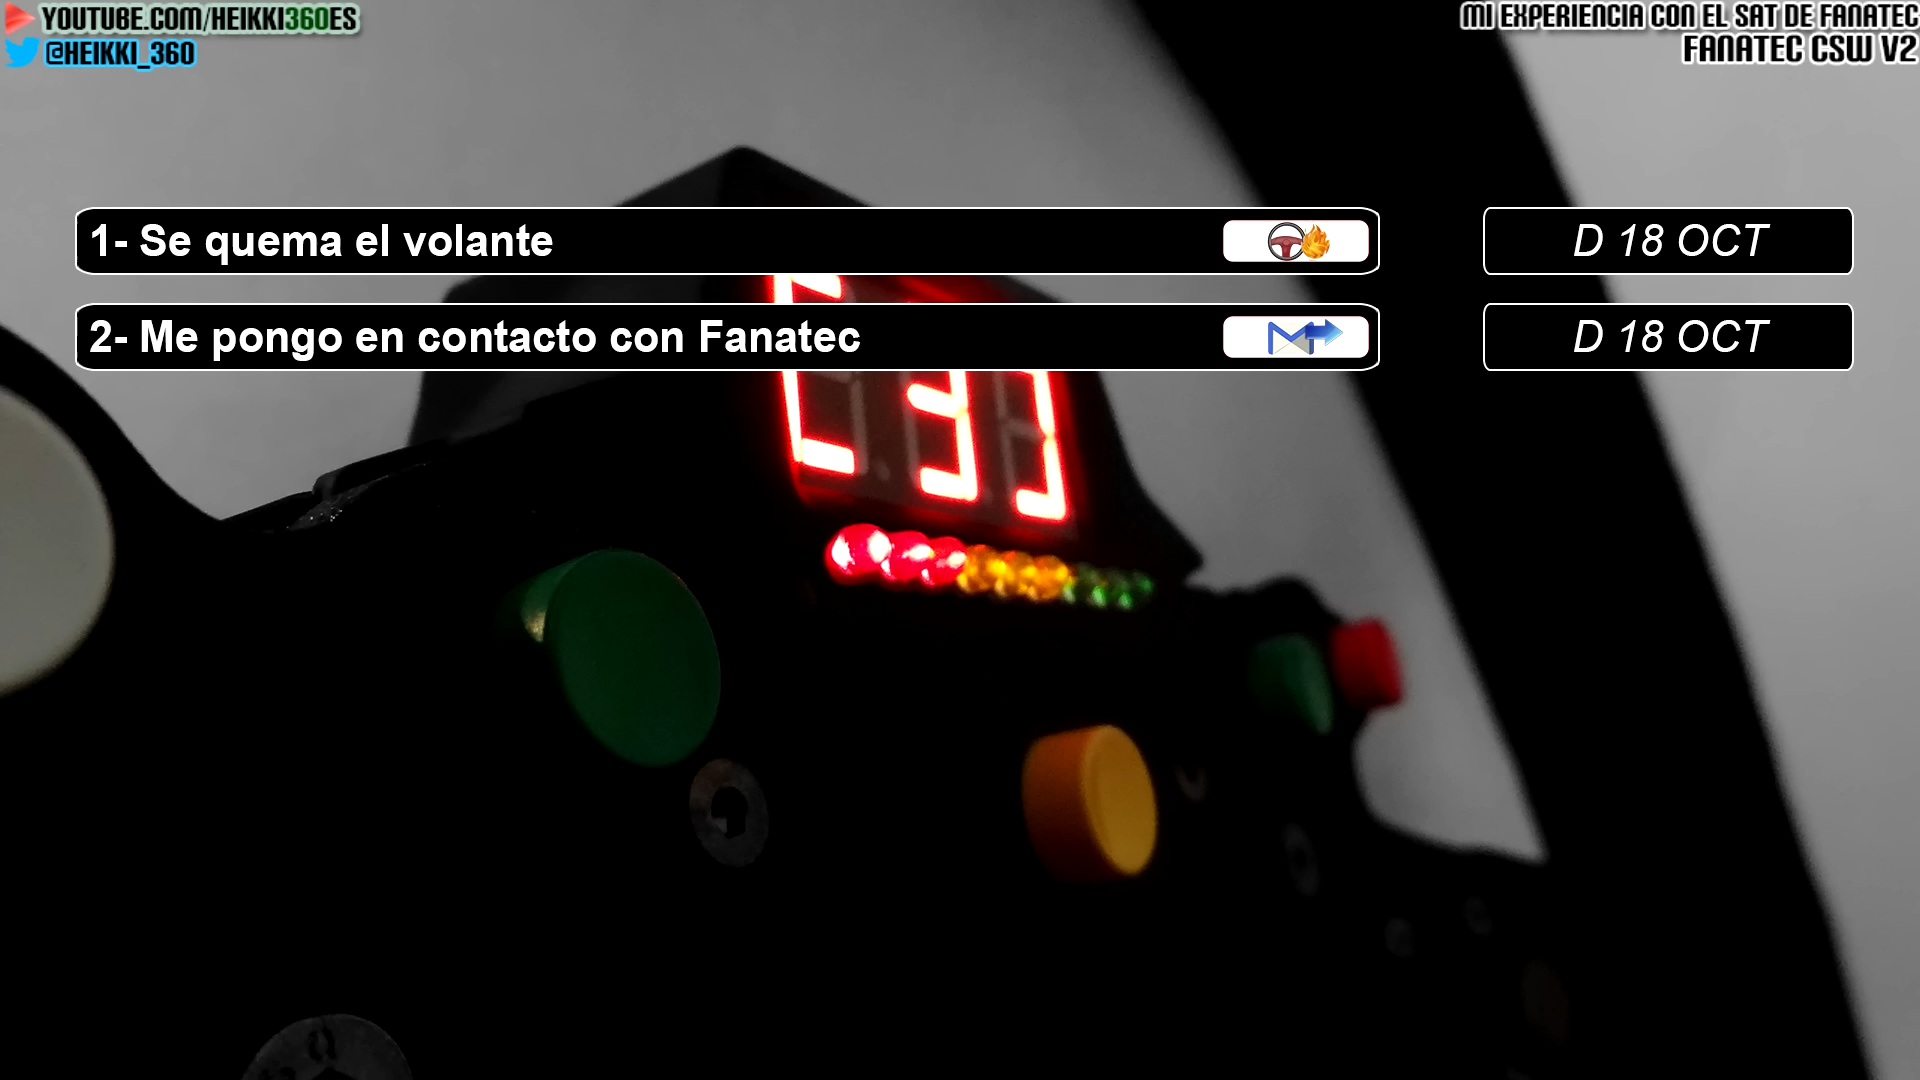 YOUTUBE.COM/HEIKKI360ES
@HEIKKI_360
MI EXPERIENCIA CON EL SAT DE FANATEC
FANATEC CSW V2
1- Se quema el volante
D 18 OCT
2- Me pongo en contacto con Fanatec
D 18 OCT